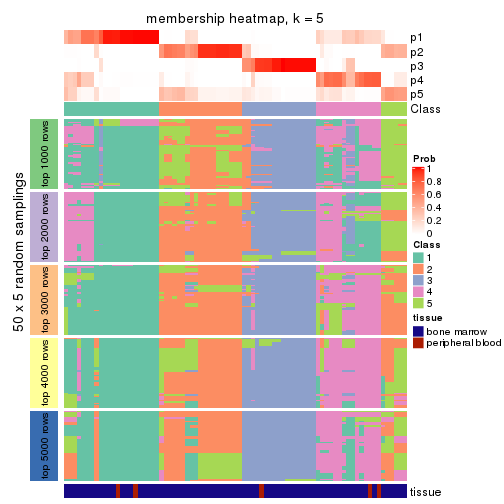 membership heatmap, k = 5
p1
p2
p3
p4
p5
Class
50 x 5 random samplings
top 1000 rows
top 2000 rows
top 3000 rows
top 4000 rows
top 5000 rows
tissue
Prob
1
0.8
0.6
0.4
0.2
0
Class
1
2
3
4
5
tissue
bone marrow
peripheral blood